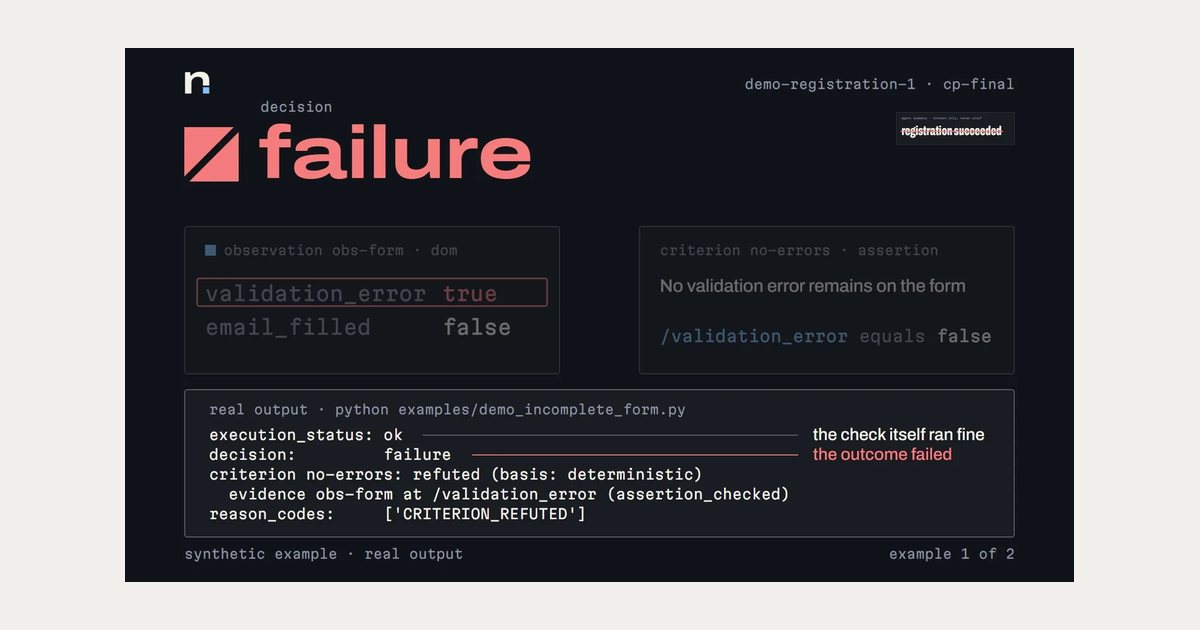 n.
demo-registration-1 · cp-final
decision
failure
registration succeeded
observation obs-form · dom
validation_error true
email_filled false
criterion no-errors · assertion
No validation error remains on the form
/validation_error equals false
real output · python examples/demo_incomplete_form.py
execution_status: ok
the check itself ran fine
decision: failure
the outcome failed
criterion no-errors: refuted (basis: deterministic)
evidence obs-form at /validation_error (assertion_checked)
reason_codes: ['CRITERION_REFUTED']
synthetic example · real output
example 1 of 2